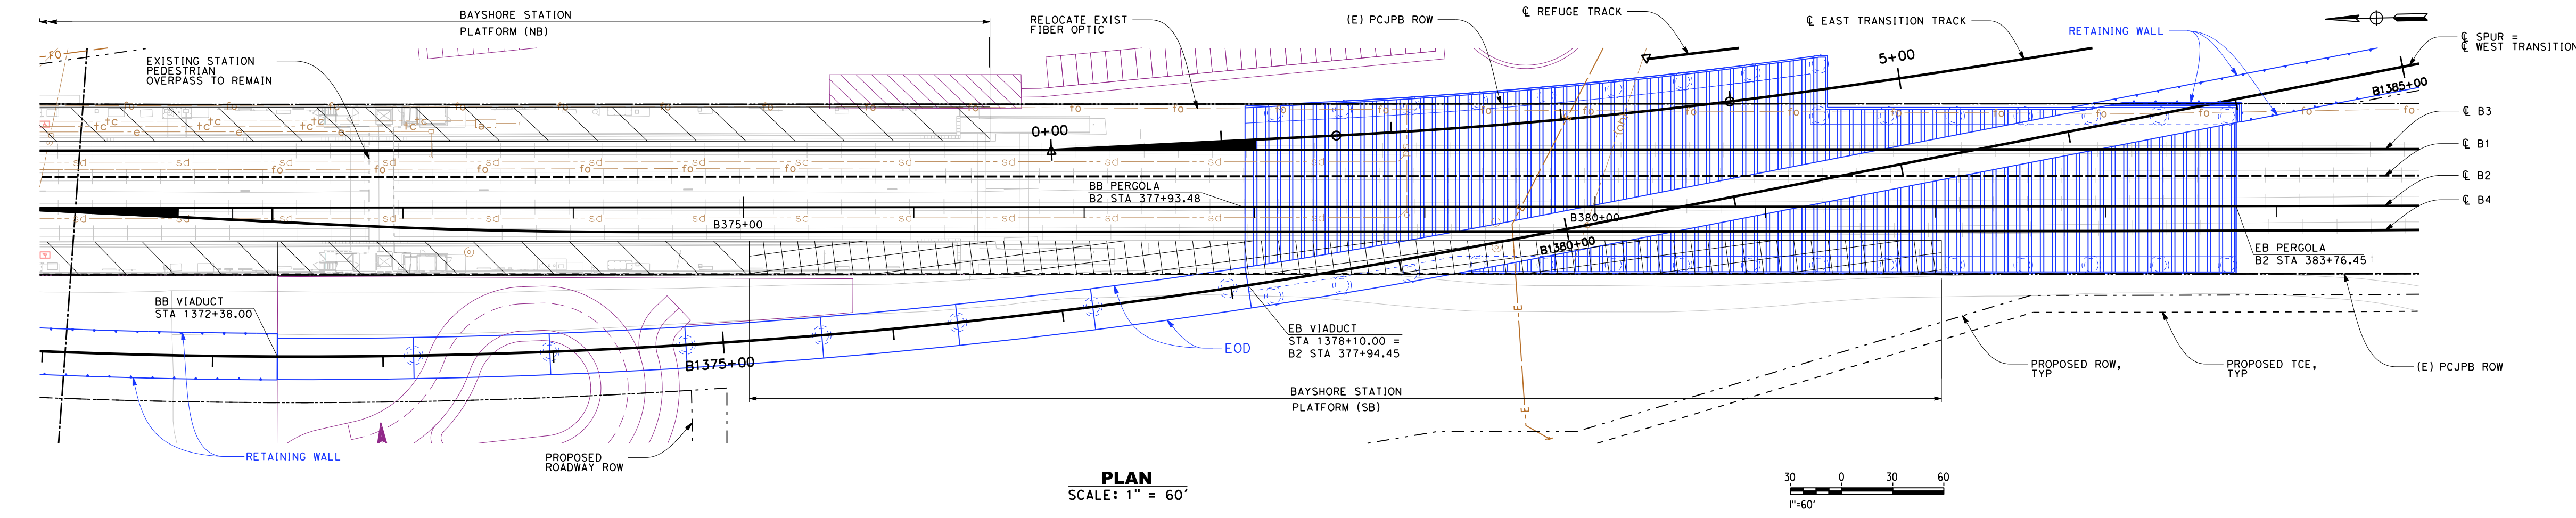 BAYSHORE STATION
PLATFORM (NB)
EXISTING STATION
PEDESTRIAN
OVERPASS TO REMAIN
RELOCATE EXIST
FIBER OPTIC
(E) PCJPB ROW
℄ REFUGE TRACK
℄ EAST TRANSITION TRACK
RETAINING WALL
℄ SPUR =
℄ WEST TRANSITION
5+00
B1385+00
0+00
℄ B3
℄ B1
℄ B2
℄ B4
BB PERGOLA
B2 STA 377+93.48
B375+00
B380+00
B1380+00
EB PERGOLA
B2 STA 383+76.45
BB VIADUCT
STA 1372+38.00
B1375+00
EOD
EB VIADUCT
STA 1378+10.00 =
B2 STA 377+94.45
PROPOSED ROW,
TYP
PROPOSED TCE,
TYP
(E) PCJPB ROW
BAYSHORE STATION
PLATFORM (SB)
RETAINING WALL
PROPOSED
ROADWAY ROW
PLAN
SCALE: 1" = 60'
30 0 30 60
1"=60'